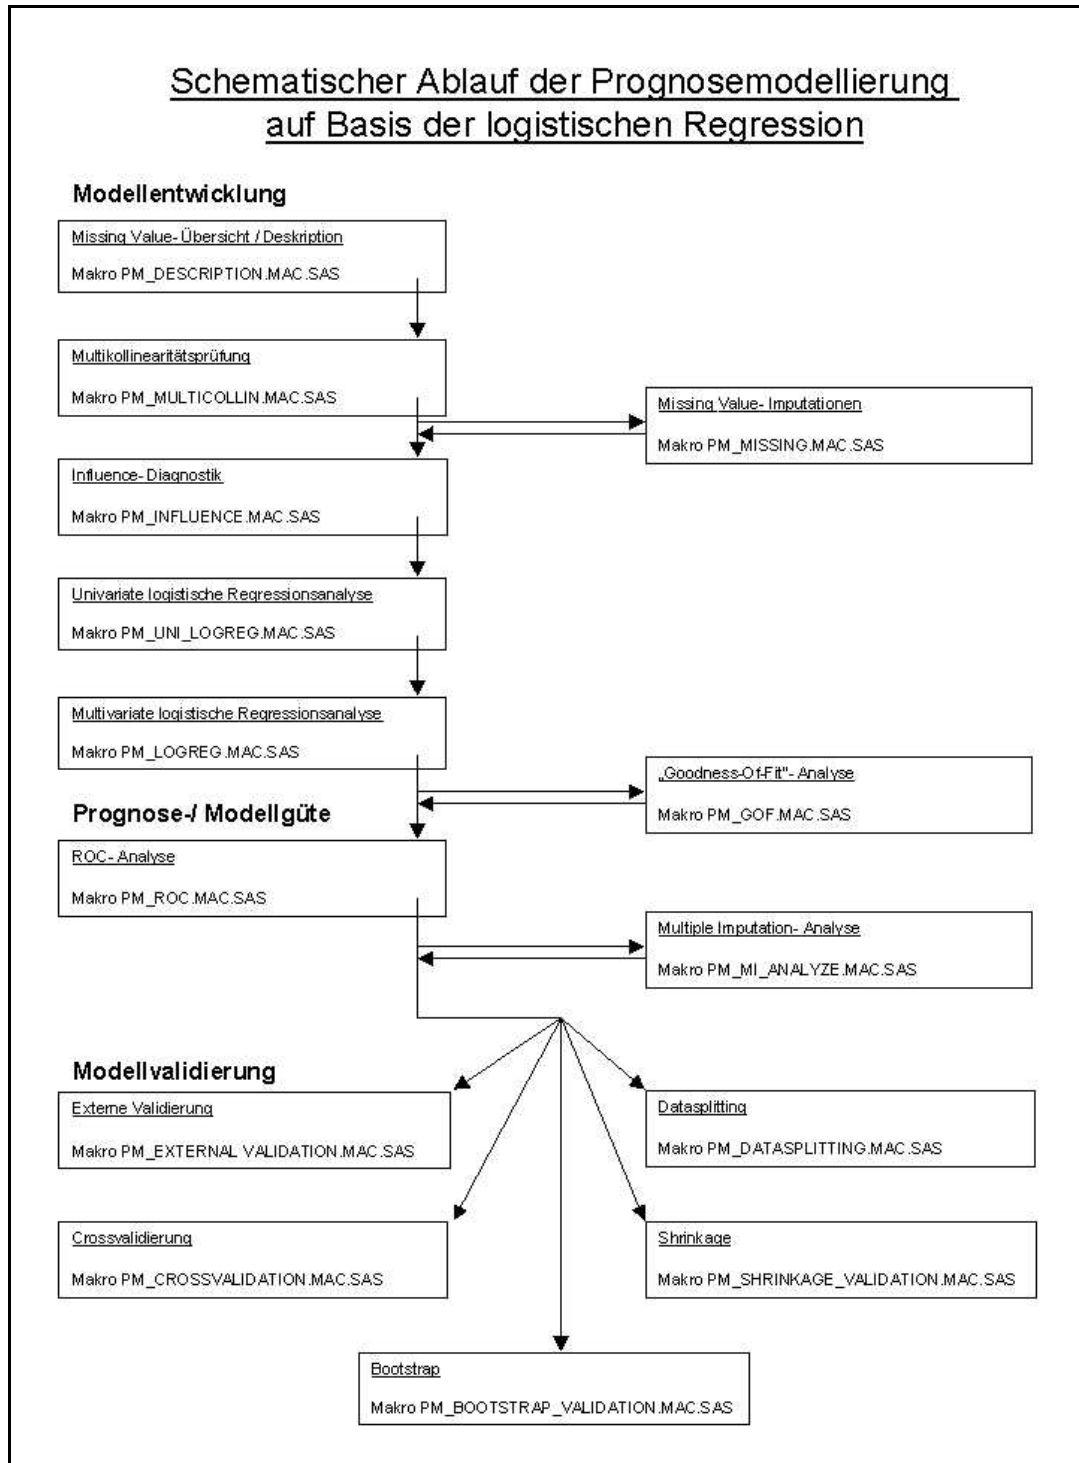 Schematischer Ablauf der Prognosemodellierung
auf Basis der logistischen Regression
Modellentwicklung
Missing Value- Übersicht / Deskription
Makro PM_DESCRIPTION.MAC.SAS
Multikollinearitätsprüfung
Makro PM_MULTICOLLIN.MAC.SAS
Missing Value- Imputationen
Makro PM_MISSING.MAC.SAS
Influence- Diagnostik
Makro PM_INFLUENCE.MAC.SAS
Univariate logistische Regressionsanalyse
Makro PM_UNI_LOGREG.MAC.SAS
Multivariate logistische Regressionsanalyse
Makro PM_LOGREG.MAC.SAS
„Goodness-Of-Fit"- Analyse
Makro PM_GOF.MAC.SAS
Prognose-/ Modellgüte
ROC- Analyse
Makro PM_ROC.MAC.SAS
Multiple Imputation- Analyse
Makro PM_MI_ANALYZE.MAC.SAS
Modellvalidierung
Externe Validierung
Makro PM_EXTERNAL VALIDATION.MAC.SAS
Datasplitting
Makro PM_DATASPLITTING.MAC.SAS
Crossvalidierung
Makro PM_CROSSVALIDATION.MAC.SAS
Shrinkage
Makro PM_SHRINKAGE_VALIDATION.MAC.SAS
Bootstrap
Makro PM_BOOTSTRAP_VALIDATION.MAC.SAS